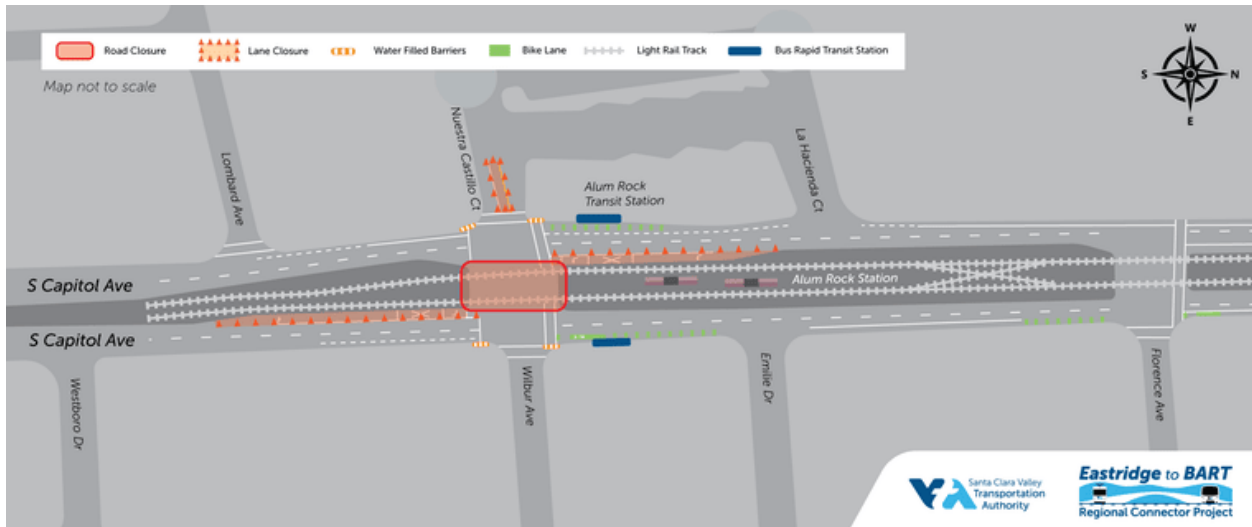 Road Closure
Lane Closure
Water Filled Barriers
Bike Lane
Light Rail Track
Bus Rapid Transit Station
Map not to scale
W
S
N
E
Nuestra Castillo Ct
Lombard Ave
La Hacienda Ct
Alum Rock
Transit Station
S Capitol Ave
Alum Rock Station
S Capitol Ave
Westboro Dr
Wilbur Ave
Emilie Dr
Florence Ave
VTA
Santa Clara Valley
Transportation
Authority
Eastridge to BART
Regional Connector Project